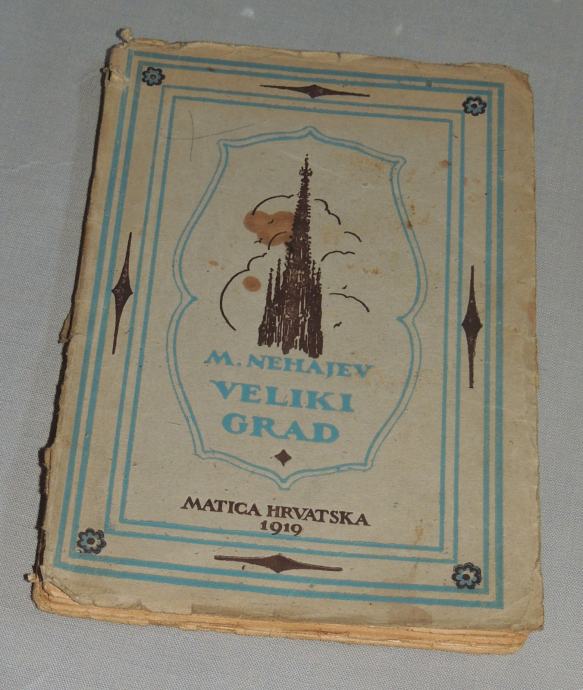 M. NEHAJEV
VELIKI
GRAD
MATICA HRVATSKA
1919